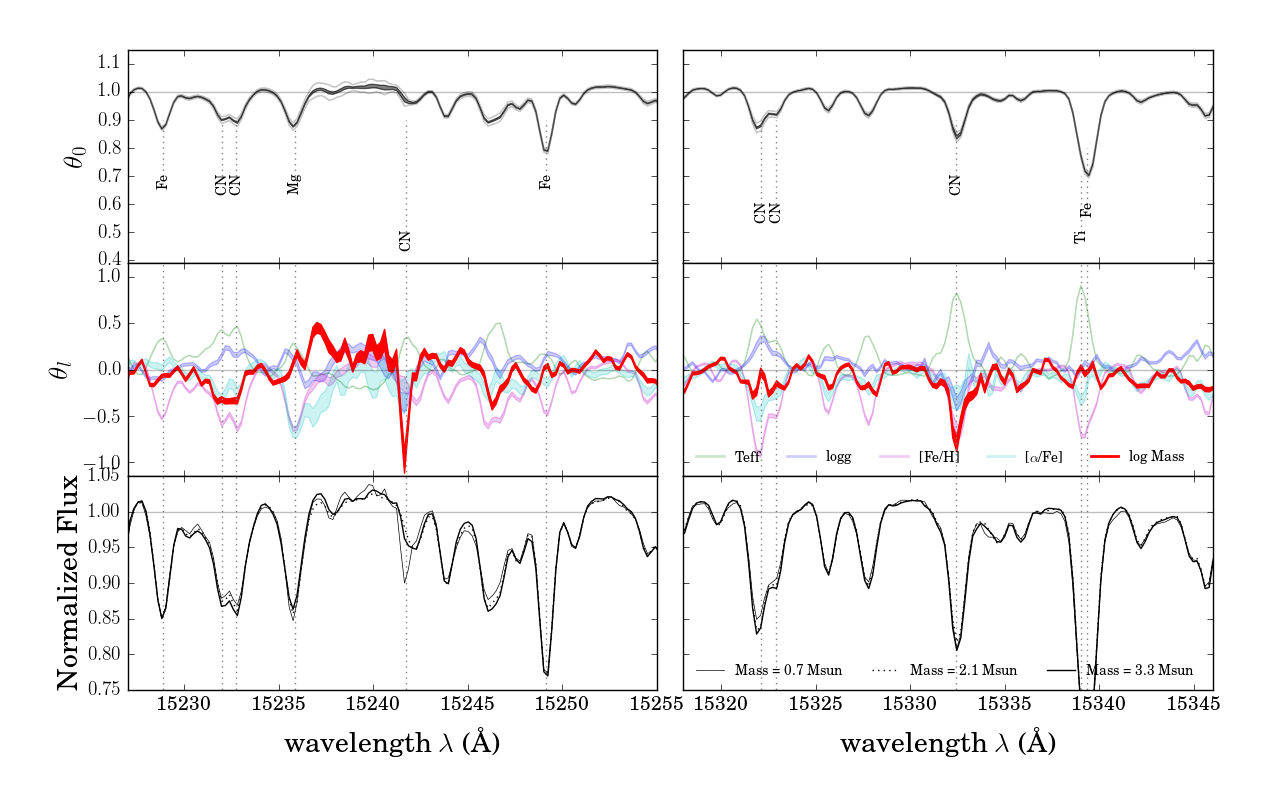 1.1
1.0
0.9
0.8
0.7
0.6
0.5
0.4
θ₀
Fe
CN
CN
Mg
CN
Fe
CN
CN
CN
Ti
Fe
1.0
0.5
0.0
−0.5
−1.0
θₗ
Teff logg [Fe/H] [α/Fe] log Mass
1.05
1.00
0.95
0.90
0.85
0.80
0.75
Normalized Flux
Mass = 0.7 Msun Mass = 2.1 Msun Mass = 3.3 Msun
15230 15235 15240 15245 15250 15255
15320 15325 15330 15335 15340 15345
wavelength λ (Å)
wavelength λ (Å)